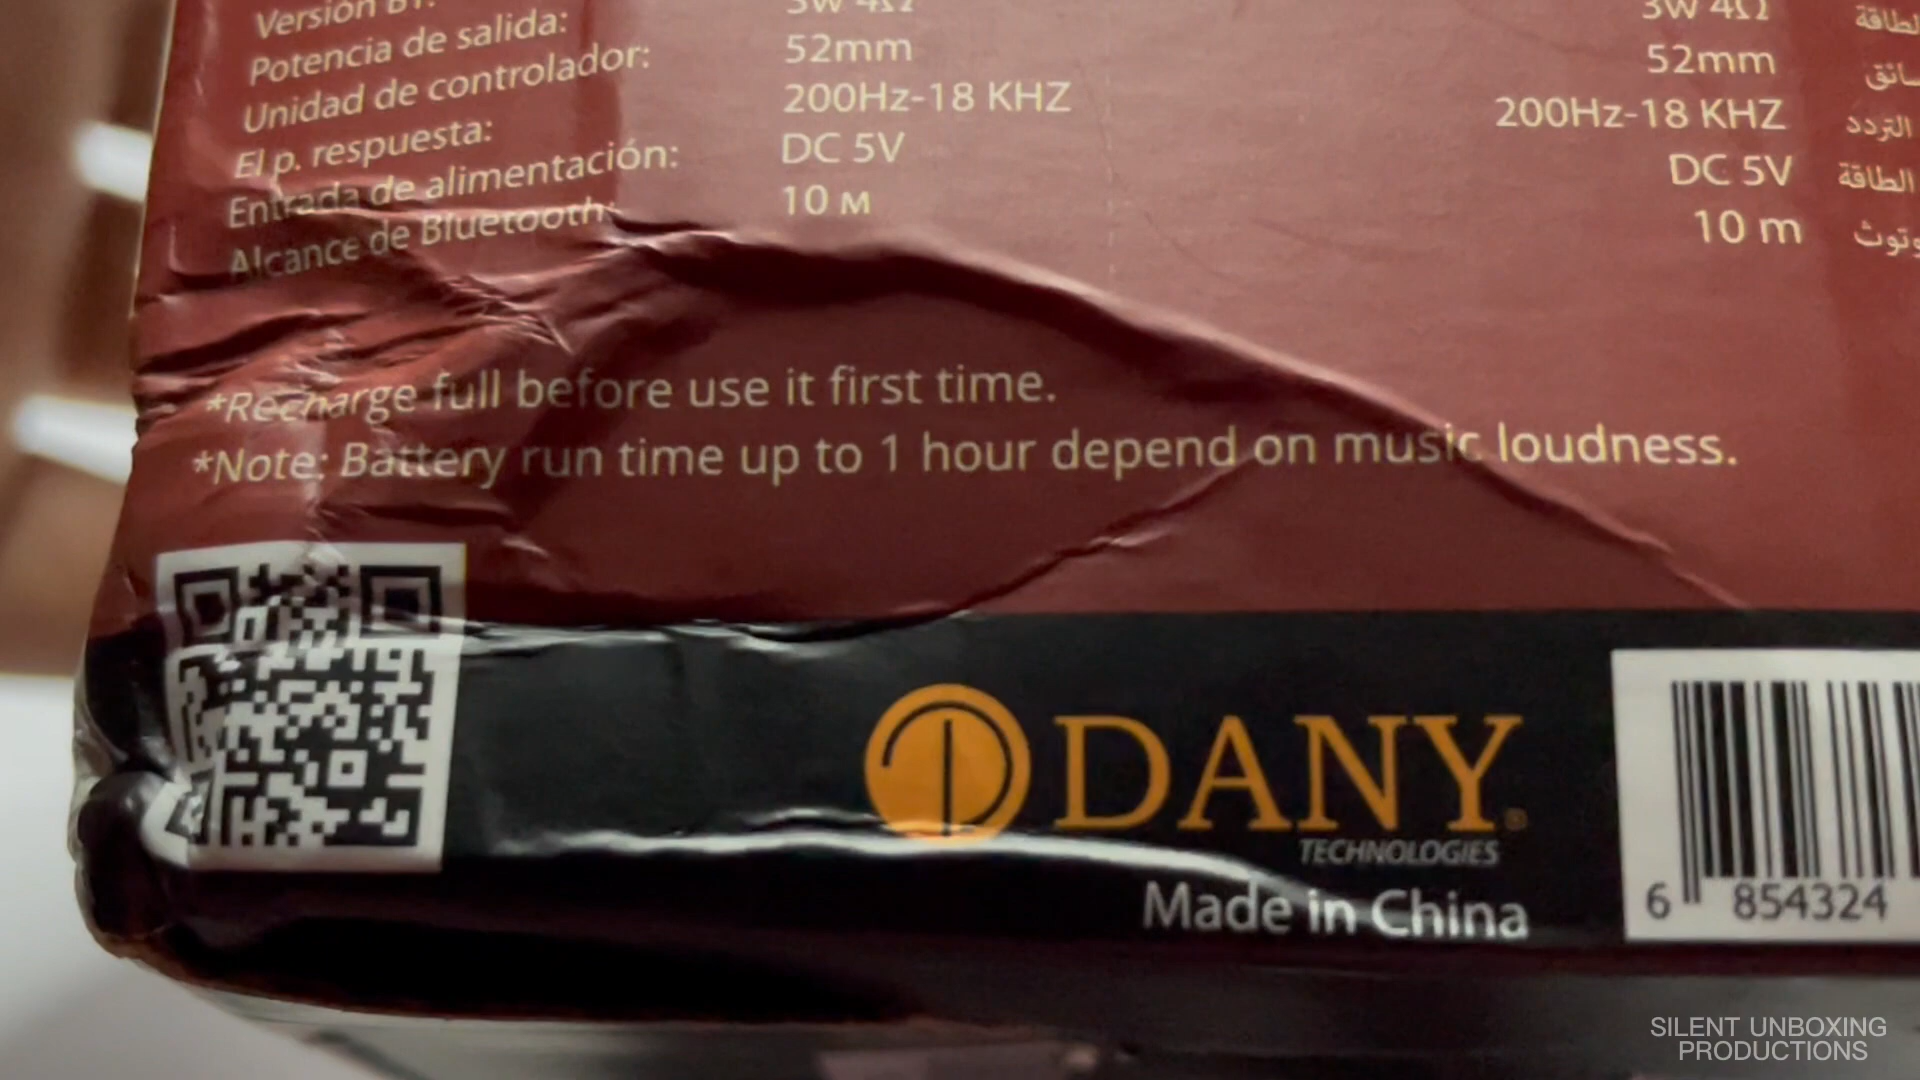 Versión BT:
Potencia de salida: 3W 4Ω 3W 4Ω
Unidad de controlador: 52mm 52mm
El p. respuesta: 200Hz-18 KHZ 200Hz-18 KHZ التردد
Entrada de alimentación: DC 5V DC 5V الطاقة
Alcance de Bluetooth: 10 M 10 m
*Recharge full before use it first time.
*Note: Battery run time up to 1 hour depend on music loudness.
DANY®
TECHNOLOGIES
Made in China
6 854324
SILENT UNBOXING
PRODUCTIONS